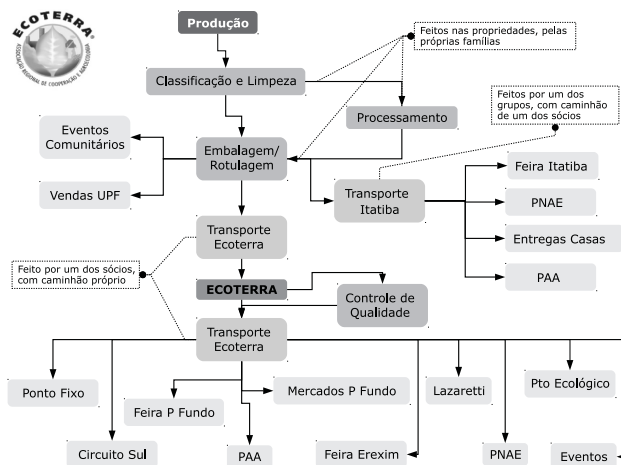 ECOTERRA®
ASSOCIAÇÃO REGIONAL DE COOPERAÇÃO E AGROECOLOGIA
Produção
Feitos nas propriedades, pelas
próprias famílias
Classificação e Limpeza
Feitos por um dos
grupos, com caminhão
de um dos sócios
Processamento
Eventos
Comunitários
Embalagem/
Rotulagem
Feira Itatiba
Vendas UPF
Transporte
Itatiba
PNAE
Transporte
Ecoterra
Entregas Casas
Feito por um dos sócios,
com caminhão próprio
PAA
ECOTERRA
Controle de
Qualidade
Transporte
Ecoterra
Ponto Fixo
Feira P Fundo
Mercados P Fundo
Lazaretti
Pto Ecológico
Circuito Sul
PAA
Feira Erexim
PNAE
Eventos